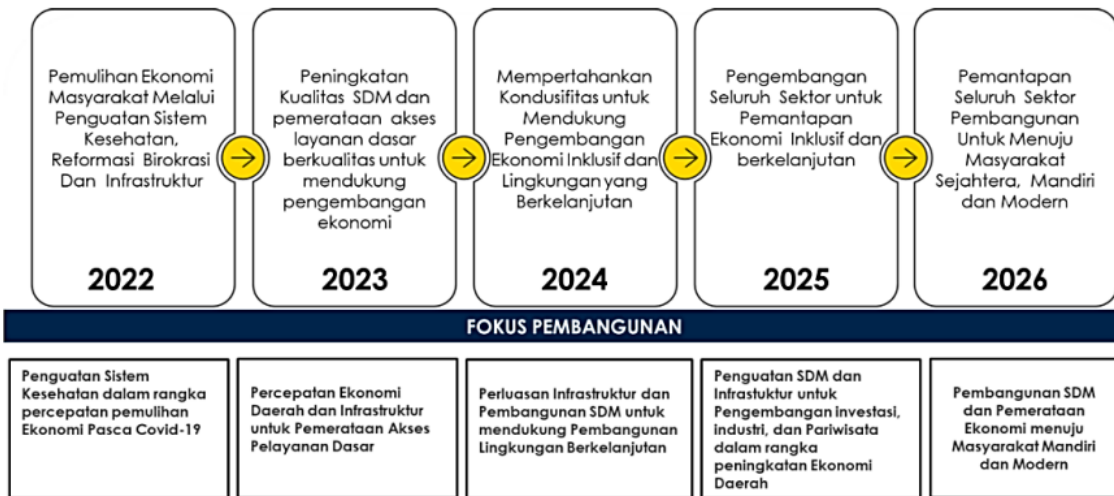 Pemulihan Ekonomi
Masyarakat Melalui
Penguatan Sistem
Kesehatan,
Reformasi Birokrasi
Dan Infrastruktur
2022
Peningkatan
Kualitas SDM dan
pemerataan akses
layanan dasar
berkualitas untuk
mendukung
pengembangan
ekonomi
2023
Mempertahankan
Kondusifitas untuk
Mendukung
Pengembangan
Ekonomi Inklusif dan
Lingkungan yang
Berkelanjutan
2024
Pengembangan
Seluruh Sektor untuk
Pemantapan
Ekonomi Inklusif dan
berkelanjutan
2025
Pemantapan
Seluruh Sektor
Pembangunan
Untuk Menuju
Masyarakat
Sejahtera, Mandiri
dan Modern
2026
FOKUS PEMBANGUNAN
Penguatan Sistem
Kesehatan dalam rangka
percepatan pemulihan
Ekonomi Pasca Covid-19
Percepatan Ekonomi
Daerah dan Infrastruktur
untuk Pemerataan Akses
Pelayanan Dasar
Perluasan Infrastruktur dan
Pembangunan SDM untuk
mendukung Pembangunan
Lingkungan Berkelanjutan
Penguatan SDM dan
Infrastuktur untuk
Pengembangan investasi,
industri, dan Pariwisata
dalam rangka
peningkatan Ekonomi
Daerah
Pembangunan SDM
dan Pemerataan
Ekonomi menuju
Masyarakat Mandiri
dan Modern